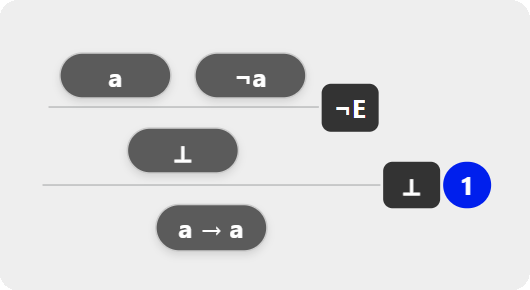 a ¬a
¬E
⊥
⊥ 1
a → a